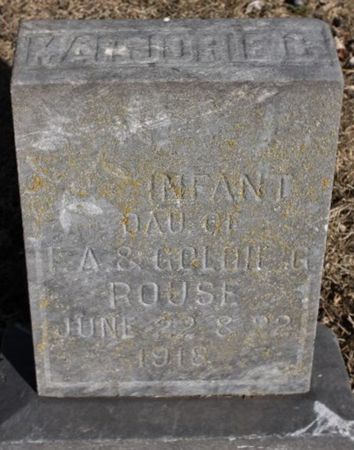 MARJORIE G
INFANT
DAU OF
F. A. & GOLDIE G
ROUSE
JUNE 22 & 22
1918